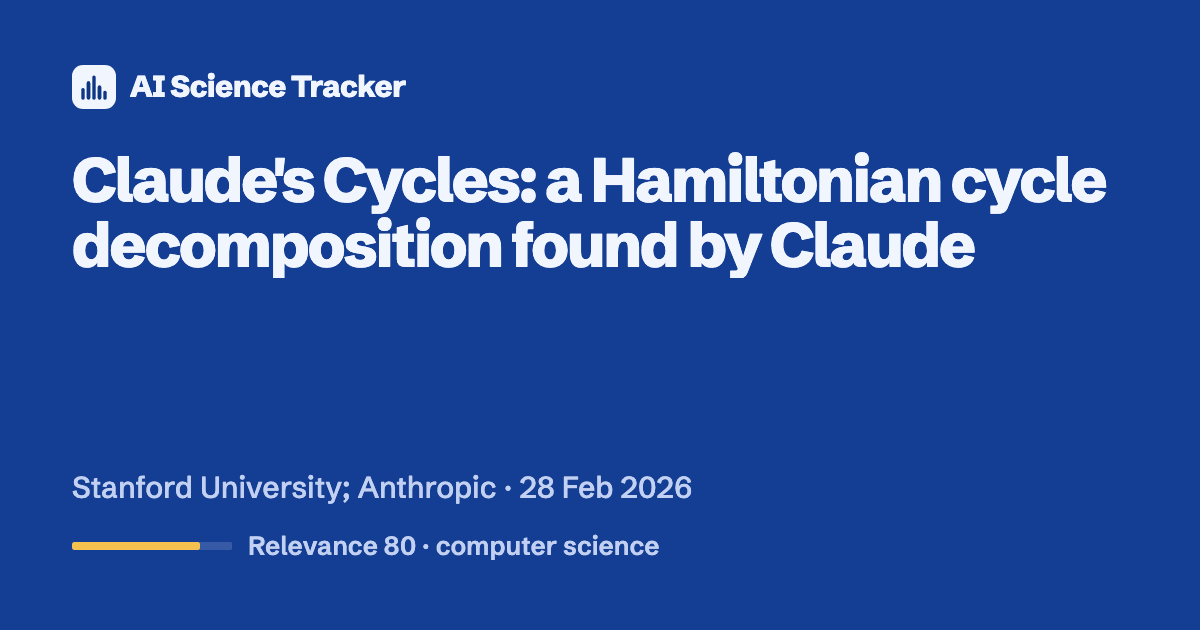 AI Science Tracker
Claude's Cycles: a Hamiltonian cycle
decomposition found by Claude
Stanford University; Anthropic · 28 Feb 2026
Relevance 80 · computer science